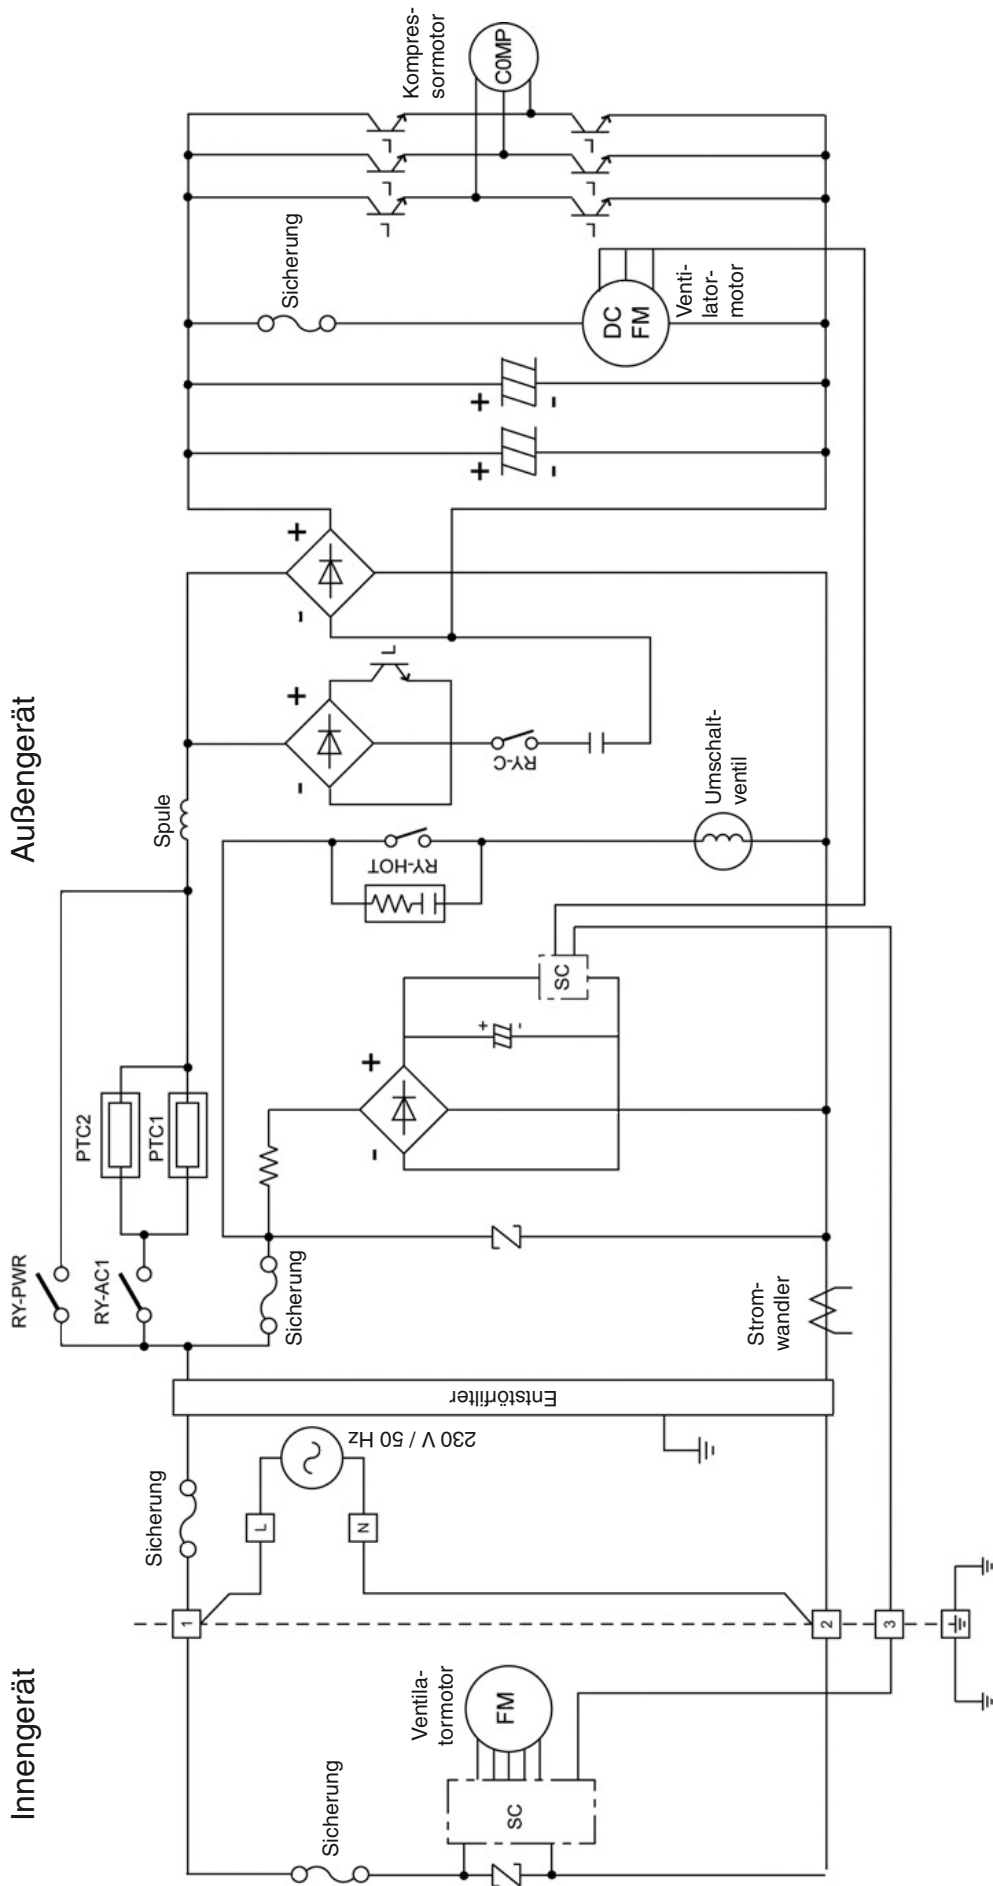 Innengerät
Außengerät
Sicherung
SC
Ventila-
tormotor
FM
1
2
3
Sicherung
L
N
230 V / 50 Hz
Entstörfilter
RY-PWR
RY-AC1
Sicherung
Strom-
wandler
PTC2
PTC1
-
+
+
-
SC
Spule
RY-HOT
Umschalt-
ventil
-
+
RY-C
-
+
+
-
+
-
Sicherung
DC
FM
Venti-
lator-
motor
Kompres-
sormotor
COMP